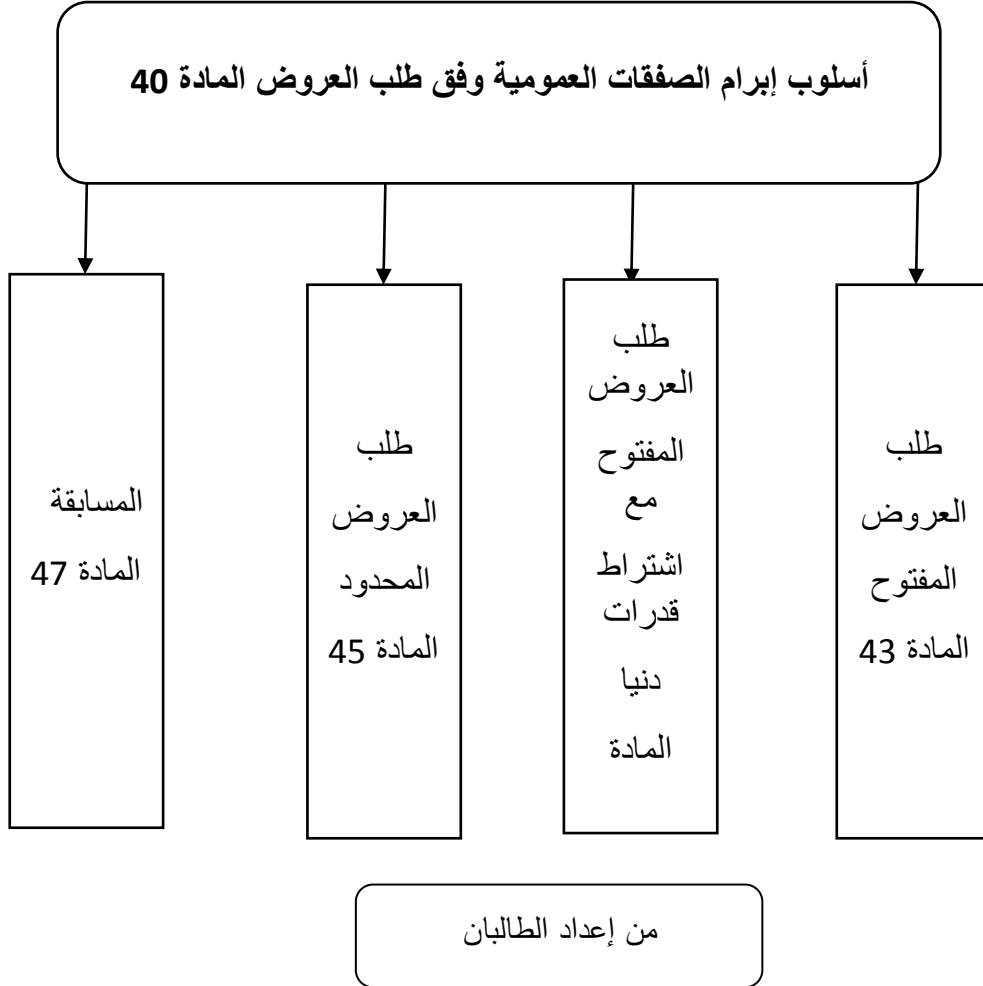 أسلوب إبرام الصفقات العمومية وفق طلب العروض المادة 40
طلب
العروض
المفتوح
المادة 43
طلب
العروض
المفتوح
مع
اشتراط
قدرات
دنيا
المادة
طلب
العروض
المحدود
المادة 45
المسابقة
المادة 47
من إعداد الطالبان